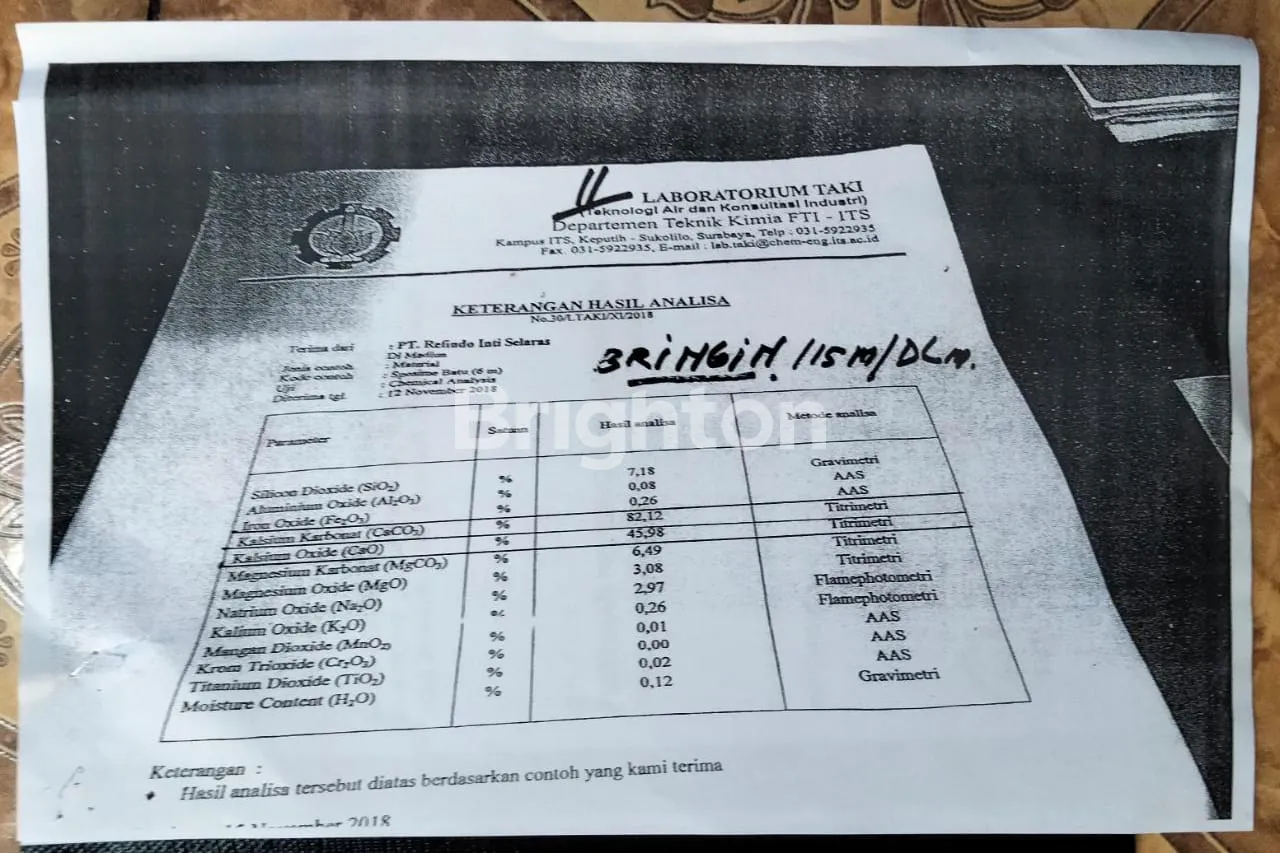 LABORATORIUM TAKI
(Teknologi Air dan Konsultasi Industri)
Departemen Teknik Kimia FTI - ITS
Kampus ITS, Keputih - Sukolilo, Surabaya, Telp : 031-5922935
Fax. 031-5922935, E-mail : lab.taki@chem-eng.its.ac.id
KETERANGAN HASIL ANALISA
No.30/LTAKI/XI/2018
Terima dari : PT. Refindo Inti Selaras
Di Madiun
Jenis contoh : Material
Kode contoh : Spesime Batu (6 m)
Uji : Chemical Analysis
Diterima tgl. : 12 November 2018
BRINGIN /15M/DLM.
Brighton
Parameter Satuan Hasil analisa Metode analisa
Silicon Dioxide (SiO₂) % 7,18 Gravimetri
Aluminium Oxide (Al₂O₃) % 0,08 AAS
Iron Oxide (Fe₂O₃) % 0,26 AAS
Kalsium Karbonat (CaCO₃) % 82,12 Titrimetri
Kalsium Oxide (CaO) % 45,98 Titrimetri
Magnesium Karbonat (MgCO₃) % 6,49 Titrimetri
Magnesium Oxide (MgO) % 3,08 Titrimetri
Natrium Oxide (Na₂O) % 2,97 Flamephotometri
Kalium Oxide (K₂O) 0,26 Flamephotometri
Mangan Dioxide (MnO₂) % 0,01 AAS
Krom Trioxide (Cr₂O₃) % 0,00 AAS
Titanium Dioxide (TiO₂) % 0,02 AAS
Moisture Content (H₂O) % 0,12 Gravimetri
Keterangan :
• Hasil analisa tersebut diatas berdasarkan contoh yang kami terima
November 2018